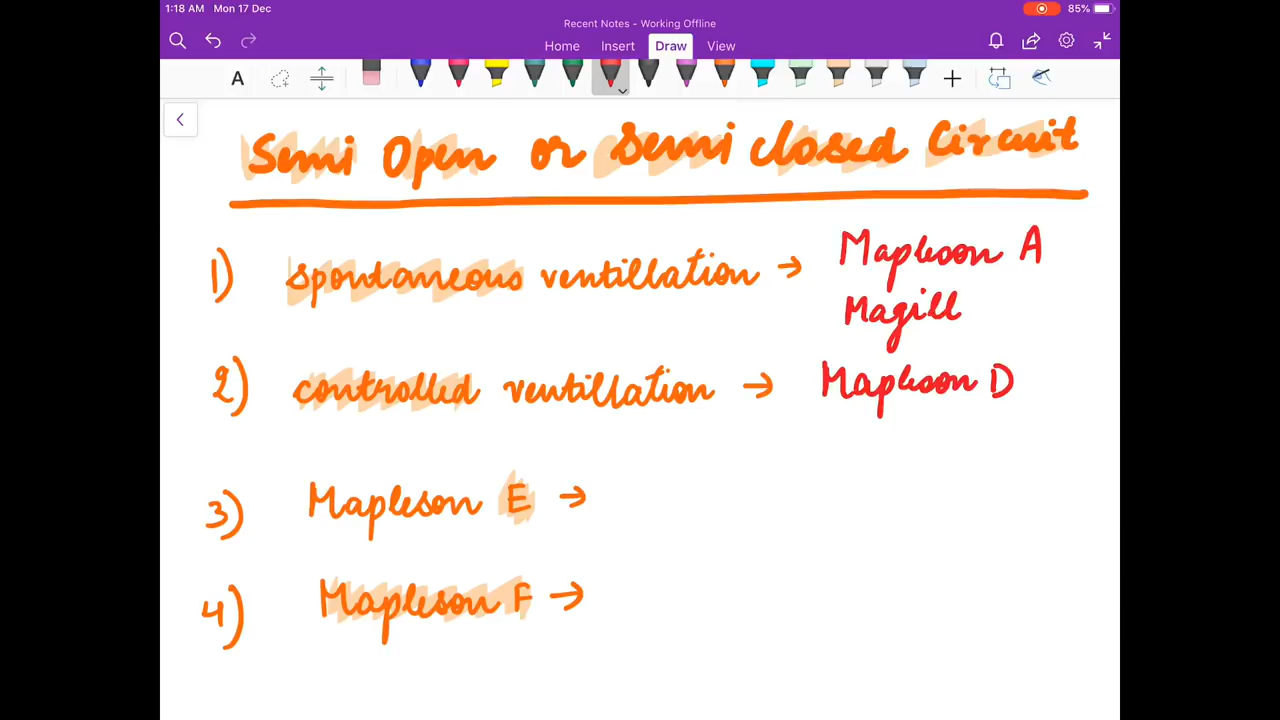 1:18 AM Mon 17 Dec
85%
Recent Notes - Working Offline
Home Insert Draw View
A
Semi Open or Semi closed Circuit
1) spontaneous ventillation → Mapleson A
Magill
2) controlled ventillation → Mapleson D
3) Mapleson E →
4) Mapleson F →